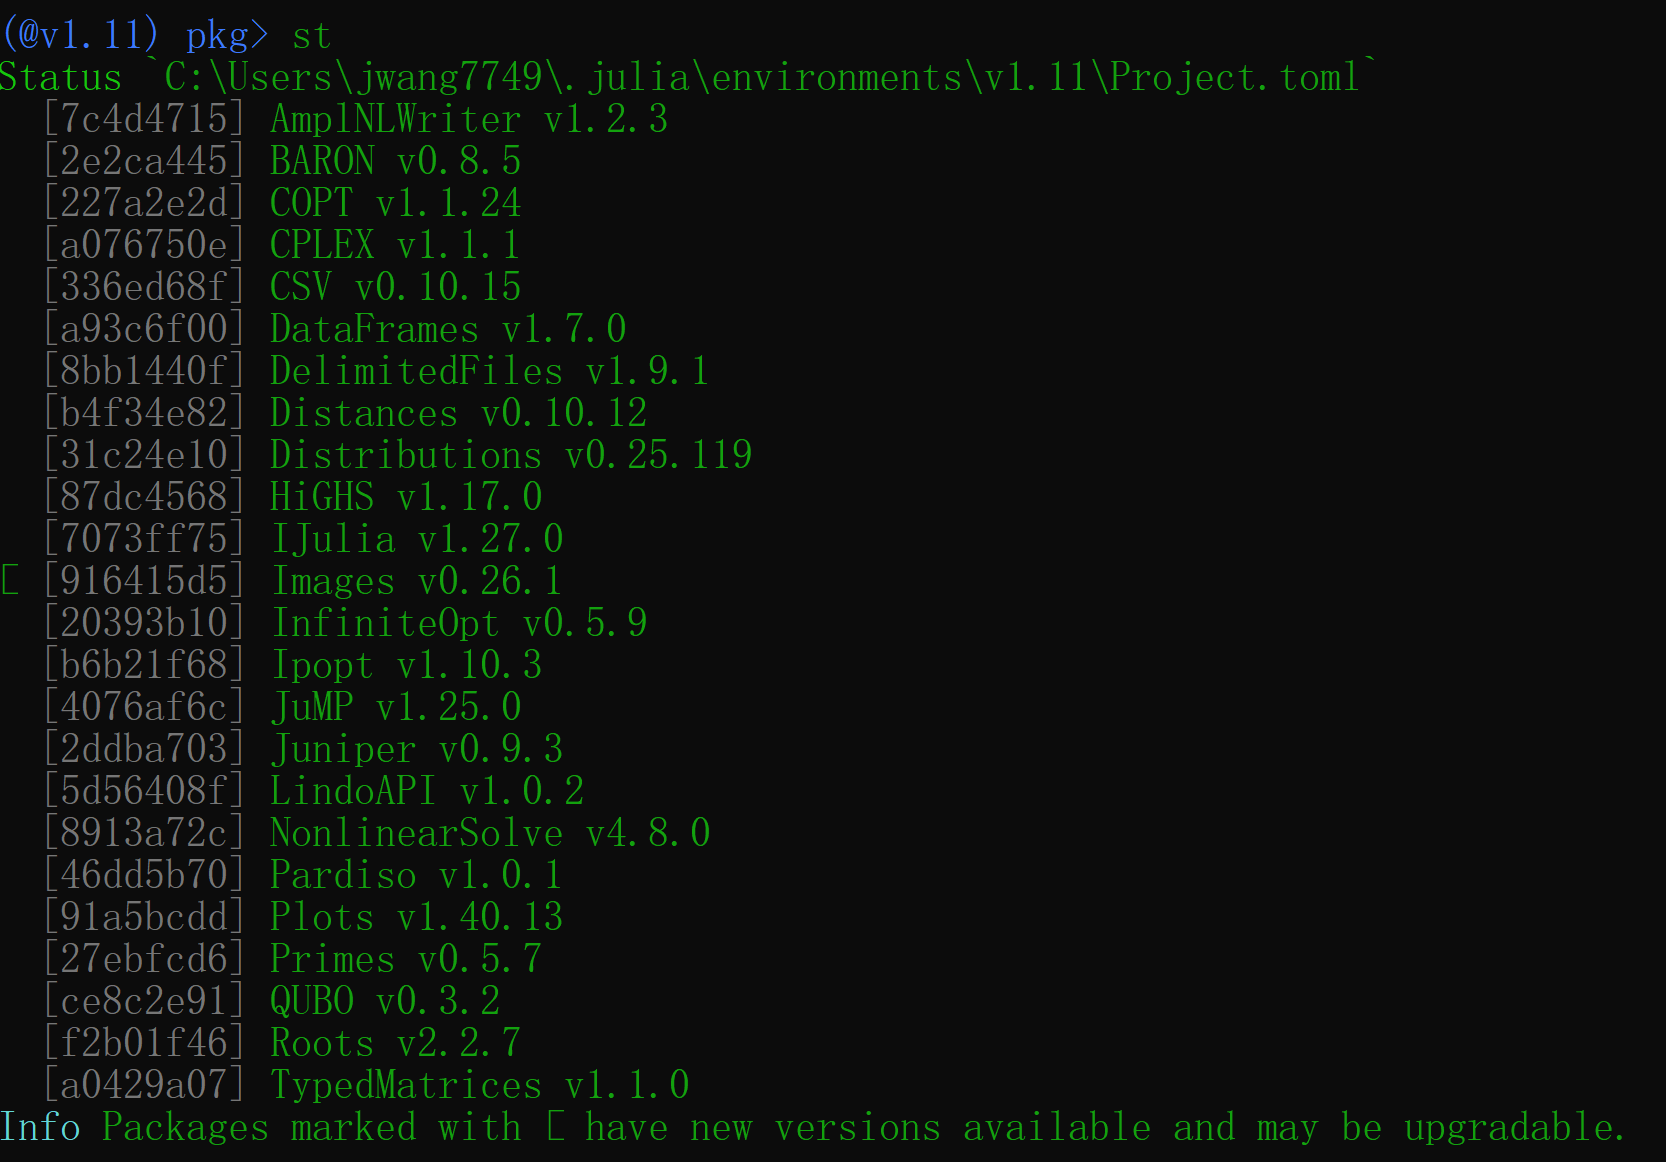 (@v1.11) pkg> st
Status `C:\Users\jwang7749\.julia\environments\v1.11\Project.toml`
[7c4d4715] AmplNLWriter v1.2.3
[2e2ca445] BARON v0.8.5
[227a2e2d] COPT v1.1.24
[a076750e] CPLEX v1.1.1
[336ed68f] CSV v0.10.15
[a93c6f00] DataFrames v1.7.0
[8bb1440f] DelimitedFiles v1.9.1
[b4f34e82] Distances v0.10.12
[31c24e10] Distributions v0.25.119
[87dc4568] HiGHS v1.17.0
[7073ff75] IJulia v1.27.0
[ [916415d5] Images v0.26.1
[20393b10] InfiniteOpt v0.5.9
[b6b21f68] Ipopt v1.10.3
[4076af6c] JuMP v1.25.0
[2ddba703] Juniper v0.9.3
[5d56408f] LindoAPI v1.0.2
[8913a72c] NonlinearSolve v4.8.0
[46dd5b70] Pardiso v1.0.1
[91a5bcdd] Plots v1.40.13
[27ebfcd6] Primes v0.5.7
[ce8c2e91] QUBO v0.3.2
[f2b01f46] Roots v2.2.7
[a0429a07] TypedMatrices v1.1.0
Info Packages marked with [ have new versions available and may be upgradable.